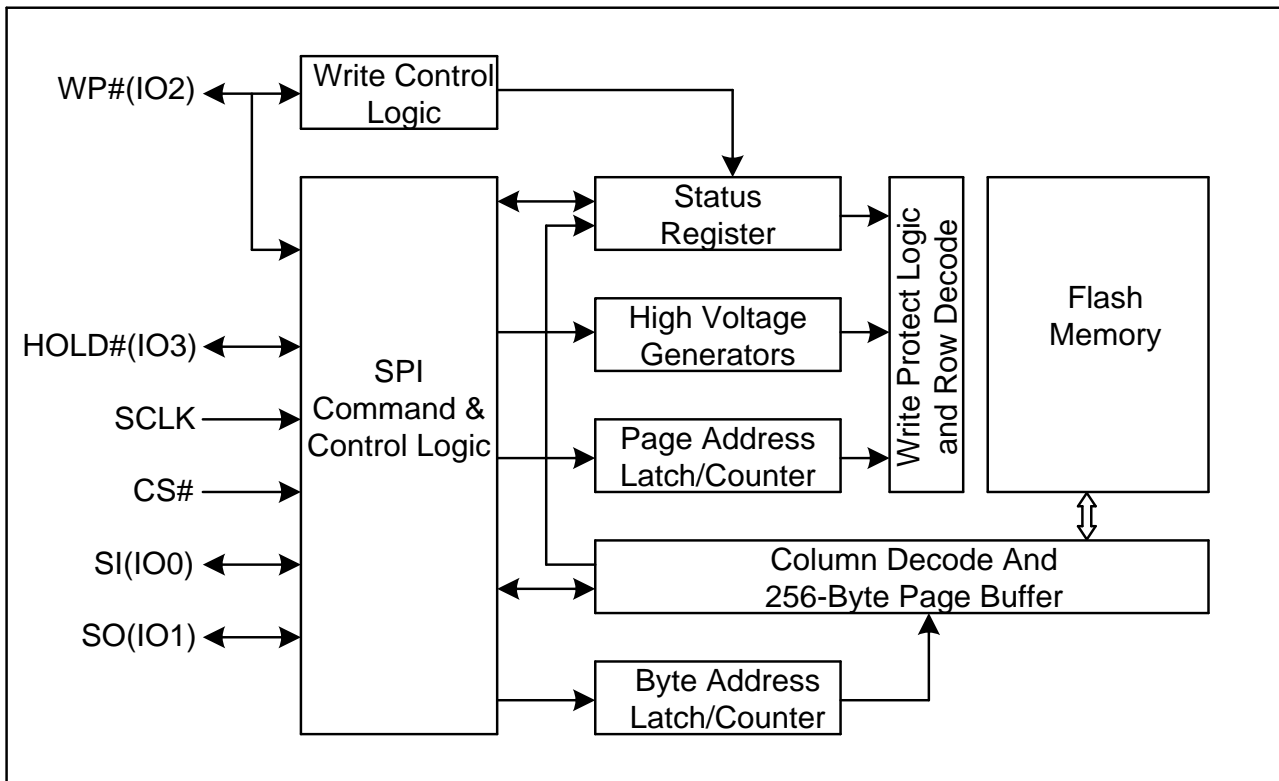 WP#(IO2)
Write Control
Logic
Status
Register
High Voltage
Generators
Page Address
Latch/Counter
Write Protect Logic
and Row Decode
Flash
Memory
HOLD#(IO3)
SCLK
CS#
SI(IO0)
SO(IO1)
SPI
Command &
Control Logic
Column Decode And
256-Byte Page Buffer
Byte Address
Latch/Counter